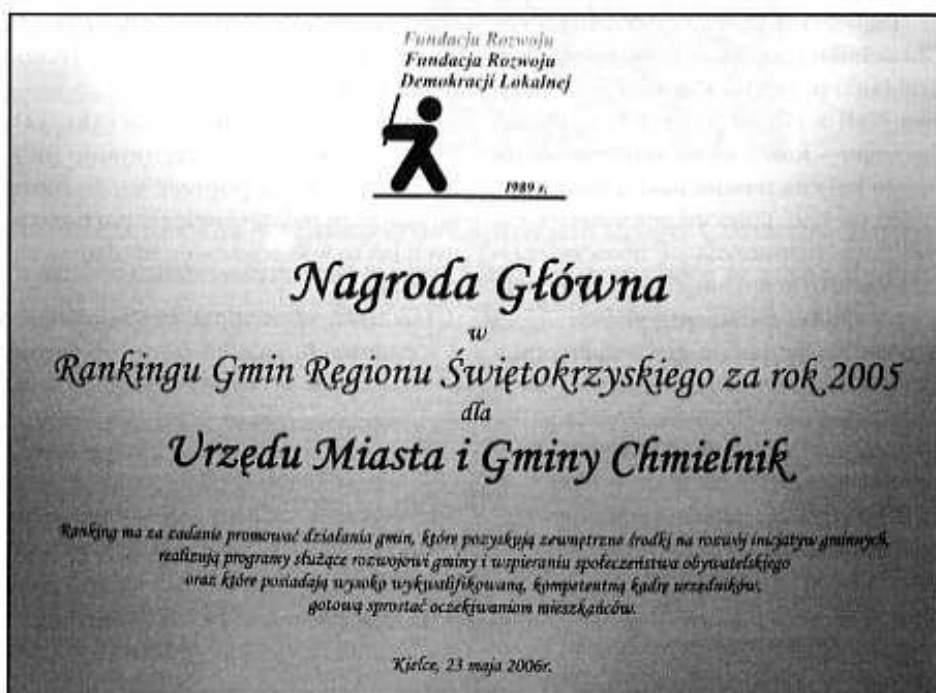 Fundacja Rozwoju
Fundacja Rozwoju
Demokracji Lokalnej
1989 r.
Nagroda Główna
w
Rankingu Gmin Regionu Świętokrzyskiego za rok 2005
dla
Urzędu Miasta i Gminy Chmielnik
Ranking ma za zadanie promować działania gmin, które pozyskują zewnętrzne środki na rozwój inicjatyw gminnych,
realizują programy służące rozwojowi gminy i wspieraniu społeczeństwa obywatelskiego
oraz które posiadają wysoko wykwalifikowaną, kompetentną kadrę urzędników,
gotową sprostać oczekiwaniom mieszkańców.
Kielce, 23 maja 2006r.